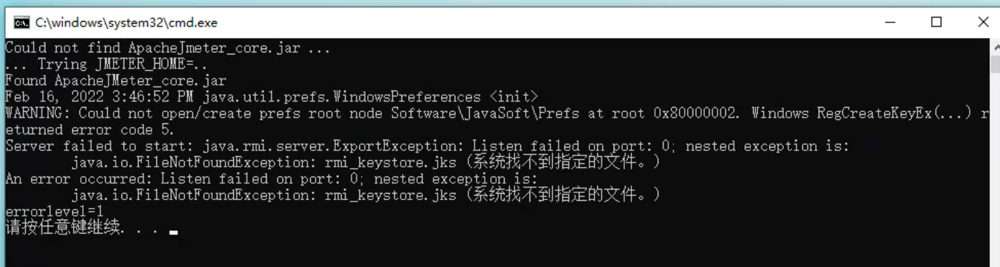 C:\windows\system32\cmd.exe
Could not find ApacheJmeter_core.jar ...
... Trying JMETER_HOME=..
Found ApacheJMeter_core.jar
Feb 16, 2022 3:46:52 PM java.util.prefs.WindowsPreferences <init>
WARNING: Could not open/create prefs root node Software\JavaSoft\Prefs at root 0x80000002. Windows RegCreateKeyEx(...) r
eturned error code 5.
Server failed to start: java.rmi.server.ExportException: Listen failed on port: 0; nested exception is:
        java.io.FileNotFoundException: rmi_keystore.jks (系统找不到指定的文件。)
An error occurred: Listen failed on port: 0; nested exception is:
        java.io.FileNotFoundException: rmi_keystore.jks (系统找不到指定的文件。)
errorlevel=1
请按任意键继续. . .